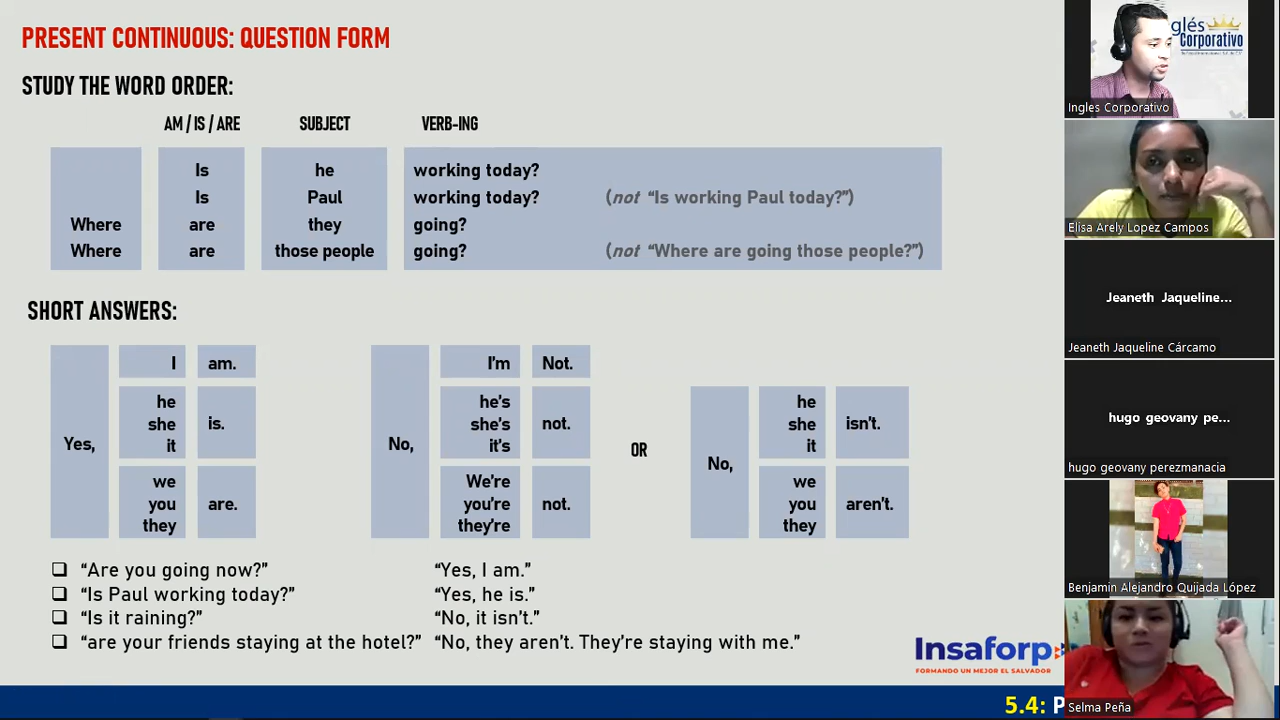 PRESENT CONTINUOUS: QUESTION FORM
STUDY THE WORD ORDER:
AM / IS / ARE SUBJECT VERB-ING
Is he working today?
Is Paul working today? (not “Is working Paul today?”)
Where are they going?
Where are those people going? (not “Where are going those people?”)
SHORT ANSWERS:
Yes,
I am.
he
she
it
is.
we
you
they
are.
No,
I'm Not.
he's
she's
it's
not.
We're
you're
they're
not.
OR
No,
he
she
it
isn't.
we
you
they
aren't.
❑ “Are you going now?” “Yes, I am.”
❑ “Is Paul working today?” “Yes, he is.”
❑ “Is it raining?” “No, it isn't.”
❑ “are your friends staying at the hotel?” “No, they aren't. They're staying with me.”
Insaforp
FORMANDO UN MEJOR EL SALVADOR
5.4: P
glés
Corporativo
Ingles Corporativo
Elisa Arely Lopez Campos
Jeaneth Jaqueline...
Jeaneth Jaqueline Cárcamo
hugo geovany pe...
hugo geovany perezmanacia
Benjamin Alejandro Quijada López
Selma Peña